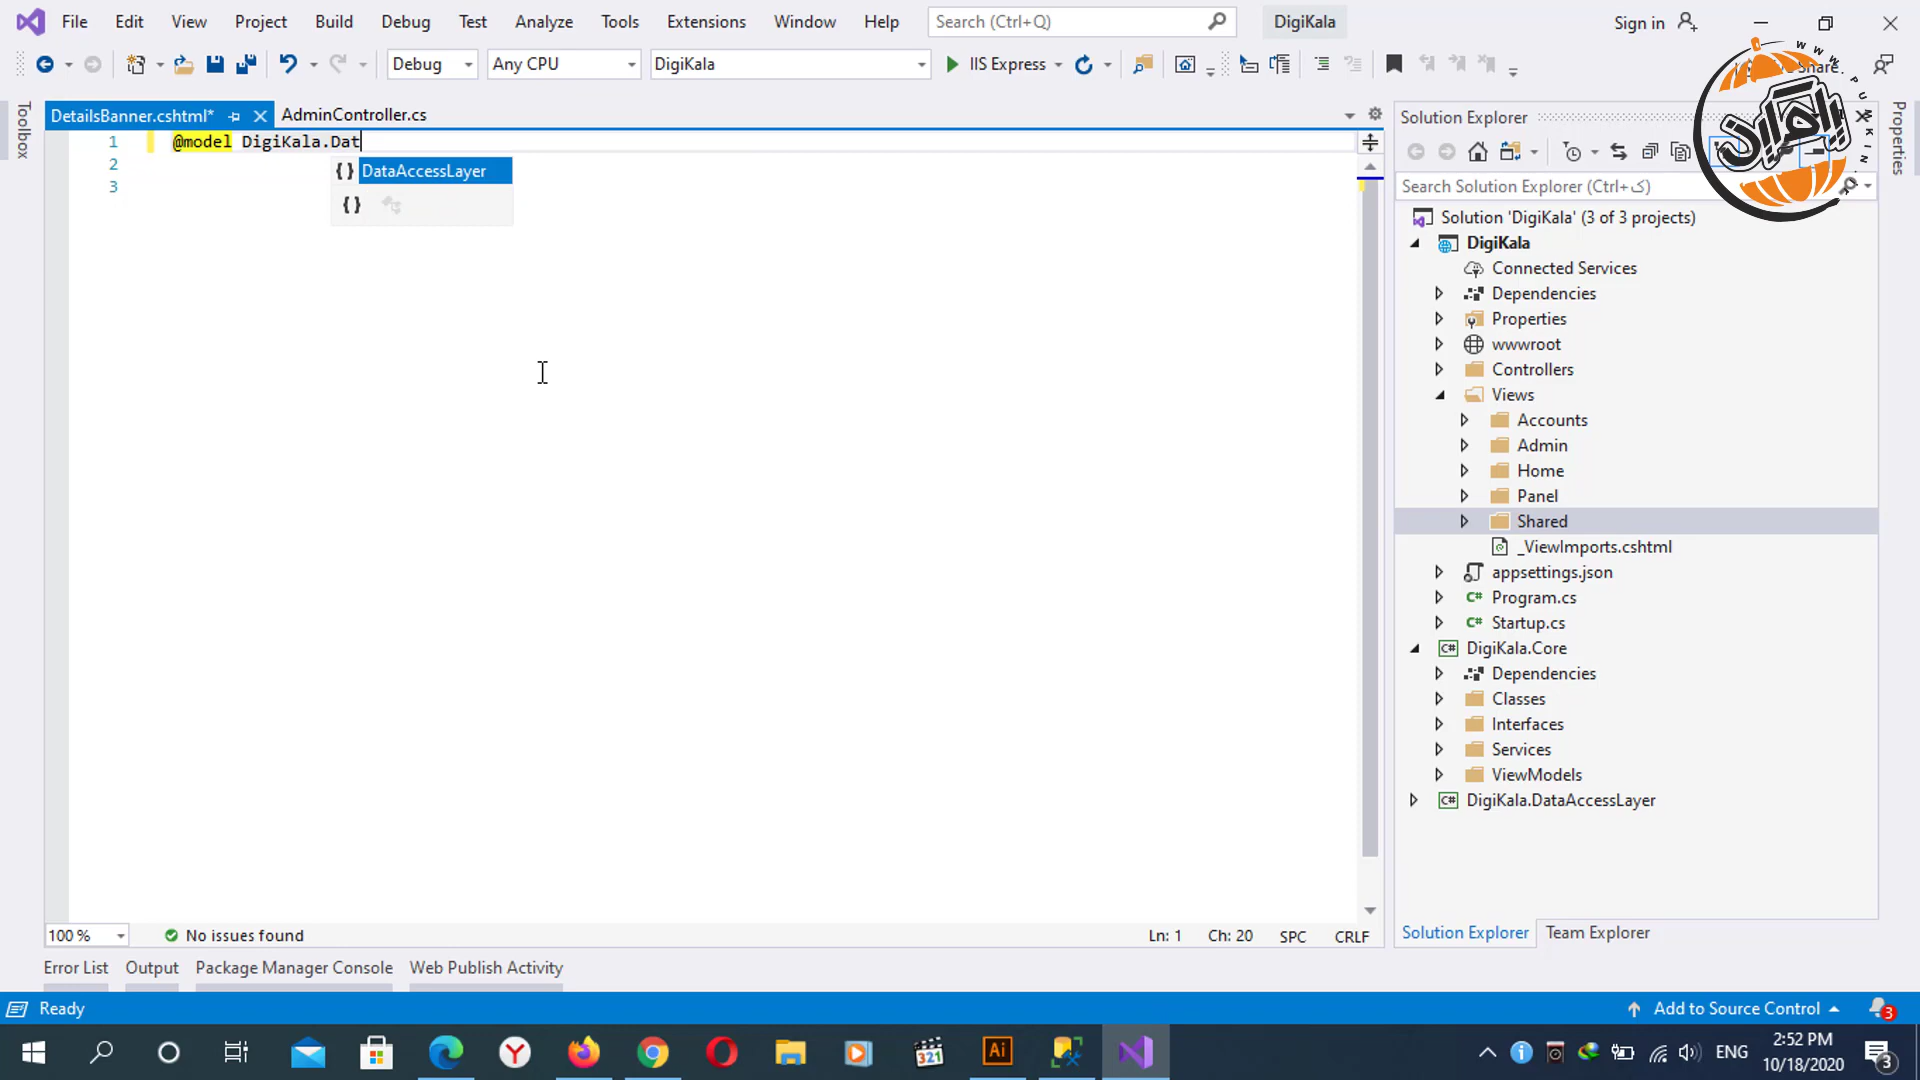 File Edit View Project Build Debug Test Analyze Tools Extensions Window Help Search (Ctrl+Q) DigiKala Sign in
Debug Any CPU DigiKala IIS Express
Toolbox
DetailsBanner.cshtml* AdminController.cs
1 @model DigiKala.Dat
2
3
DataAccessLayer
Solution Explorer
Search Solution Explorer (Ctrl+ک)
Solution 'DigiKala' (3 of 3 projects)
DigiKala
Connected Services
Dependencies
Properties
wwwroot
Controllers
Views
Accounts
Admin
Home
Panel
Shared
_ViewImports.cshtml
appsettings.json
Program.cs
Startup.cs
DigiKala.Core
Dependencies
Classes
Interfaces
Services
ViewModels
DigiKala.DataAccessLayer
Solution Explorer Team Explorer
Properties
100 % No issues found Ln: 1 Ch: 20 SPC CRLF
Error List Output Package Manager Console Web Publish Activity
Ready Add to Source Control 3
321 Ai ENG 2:52 PM
10/18/2020 3